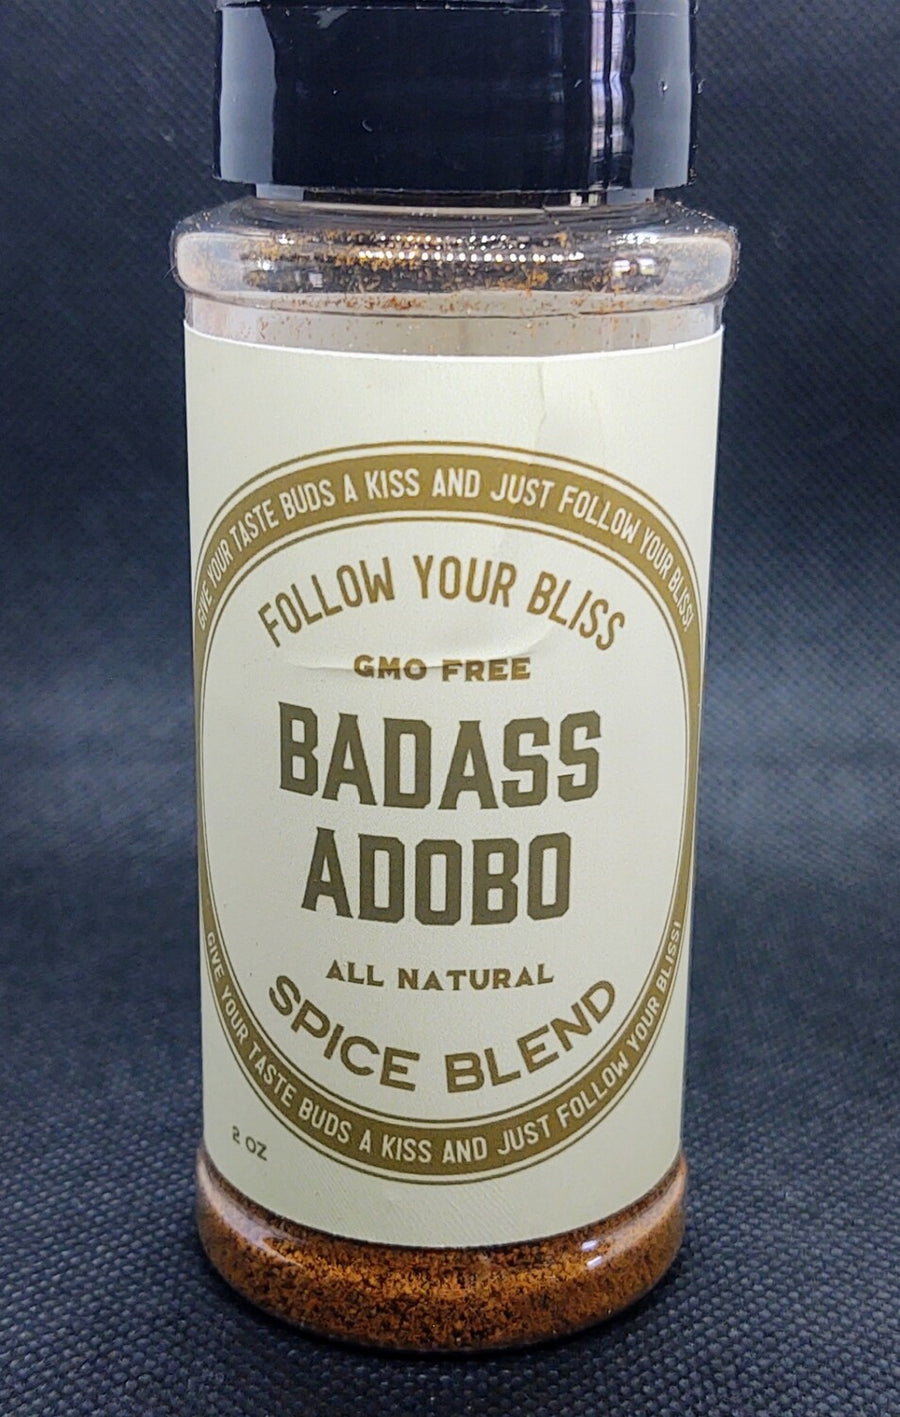 GIVE YOUR TASTE BUDS A KISS AND JUST FOLLOW YOUR BLISS!
FOLLOW YOUR BLISS
GMO FREE
BADASS
ADOBO
ALL NATURAL
SPICE BLEND
GIVE YOUR TASTE BUDS A KISS AND JUST FOLLOW YOUR BLISS!
2 OZ